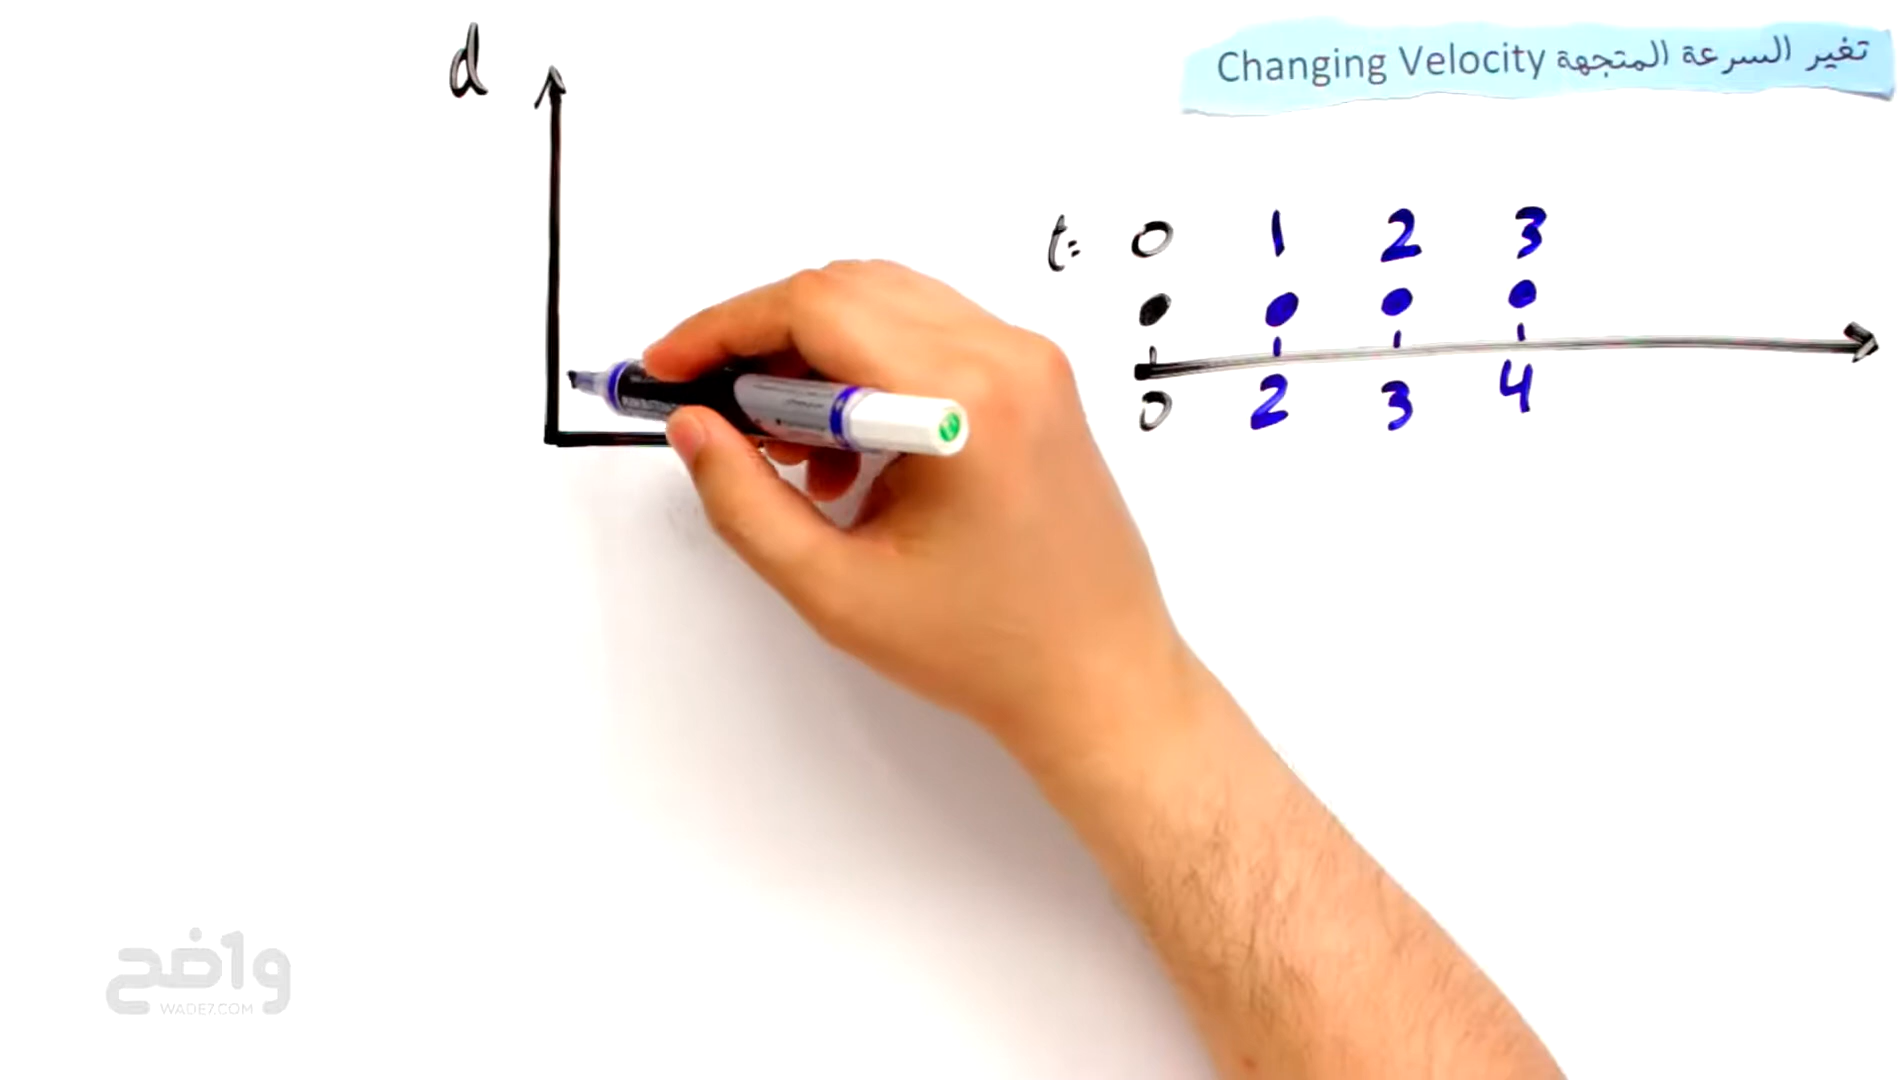 d
Changing Velocity تغير السرعة المتجهة
t= 0 1 2 3
0 2 3 4
واضح
WADE7.COM